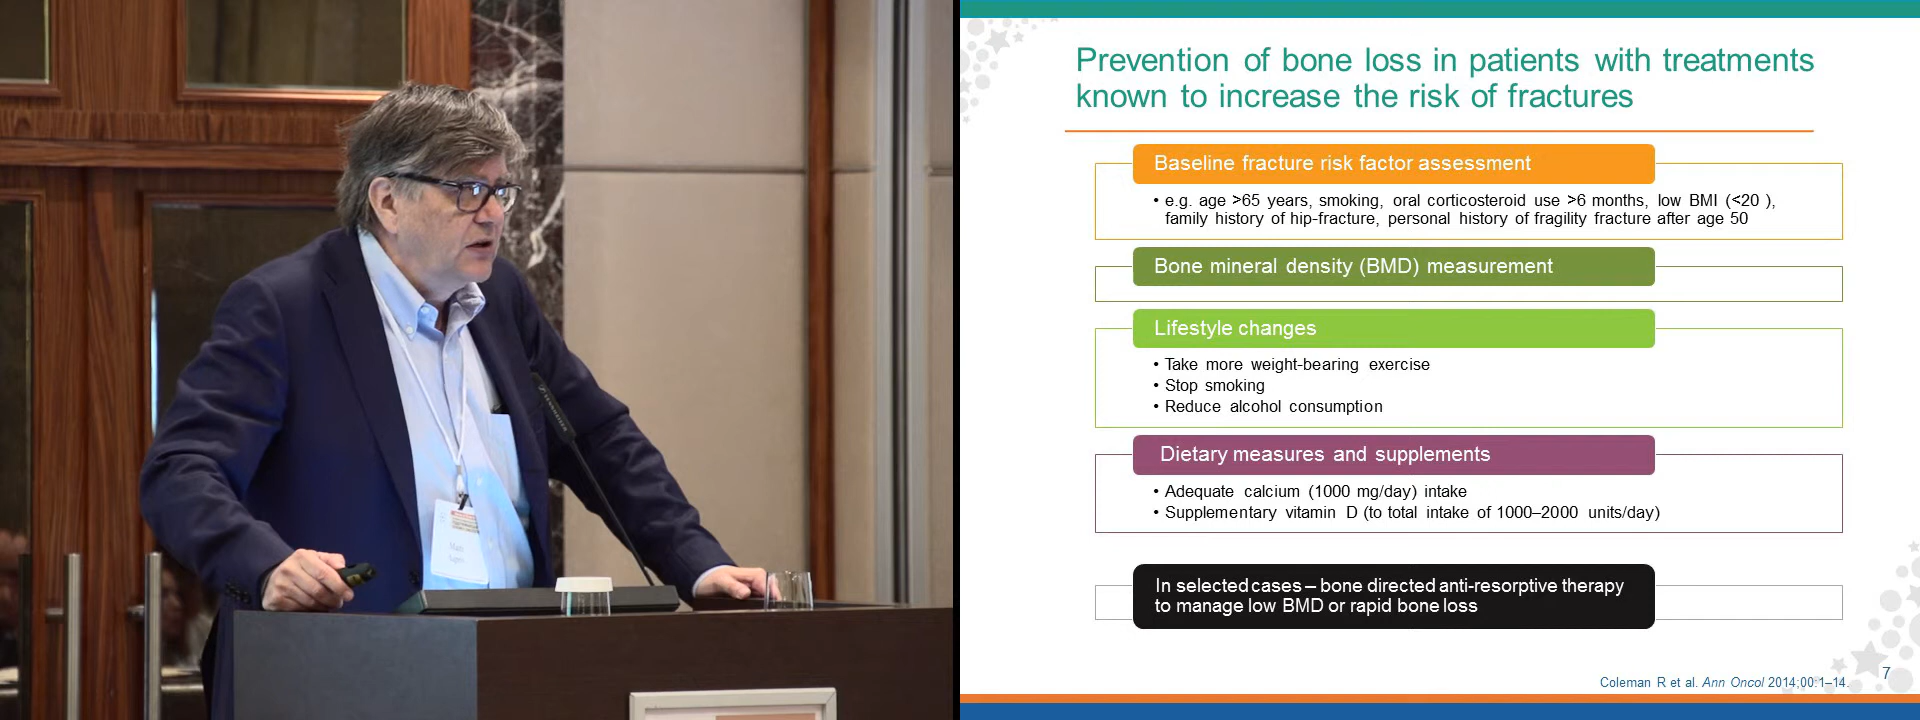 Prevention of bone loss in patients with treatments
known to increase the risk of fractures
Baseline fracture risk factor assessment
• e.g. age >65 years, smoking, oral corticosteroid use >6 months, low BMI (<20 ),
family history of hip-fracture, personal history of fragility fracture after age 50
Bone mineral density (BMD) measurement
Lifestyle changes
• Take more weight-bearing exercise
• Stop smoking
• Reduce alcohol consumption
Dietary measures and supplements
• Adequate calcium (1000 mg/day) intake
• Supplementary vitamin D (to total intake of 1000–2000 units/day)
In selected cases – bone directed anti-resorptive therapy
to manage low BMD or rapid bone loss
7
Coleman R et al. Ann Oncol 2014;00:1–14.